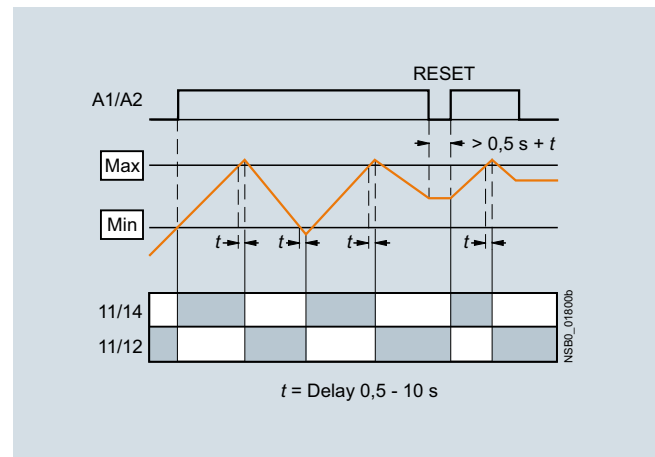 RESET
A1/A2
> 0,5 s + t
Max
Min
t
t
t
t
11/14
11/12
NSB0_01800b
t = Delay 0,5 - 10 s